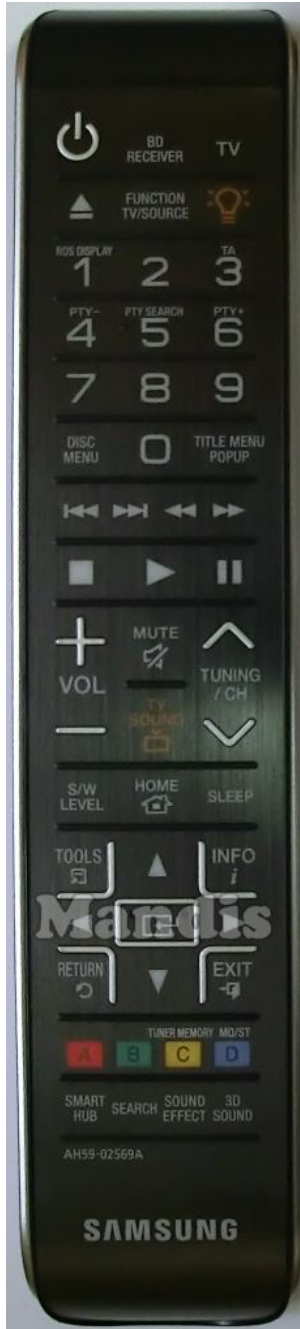 BD
RECEIVER
TV
FUNCTION
TV/SOURCE
RDS DISPLAY
TA
1 2 3
PTY-
PTY SEARCH
PTY+
4 5 6
7 8 9
DISC
MENU
0
TITLE MENU
POPUP
VOL
MUTE
TUNING
/ CH
TV
SOUND
S/W
LEVEL
HOME
SLEEP
TOOLS
INFO
i
Mandis
RETURN
EXIT
TUNER MEMORY
MO/ST
A B C D
SMART
HUB
SEARCH
SOUND
EFFECT
3D
SOUND
AH59-02569A
SAMSUNG